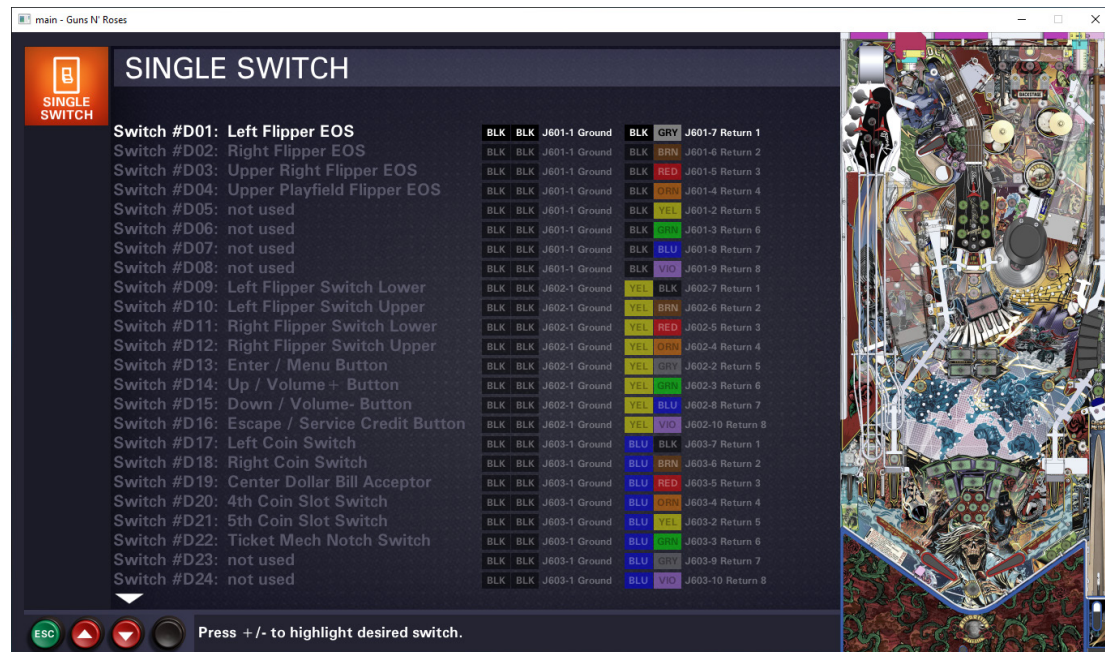 main - Guns N' Roses
SINGLE SWITCH
SINGLE
SWITCH
Switch #D01: Left Flipper EOS BLK BLK J601-1 Ground BLK GRY J601-7 Return 1
Switch #D02: Right Flipper EOS BLK BLK J601-1 Ground BLK BRN J601-6 Return 2
Switch #D03: Upper Right Flipper EOS BLK BLK J601-1 Ground BLK RED J601-5 Return 3
Switch #D04: Upper Playfield Flipper EOS BLK BLK J601-1 Ground BLK ORN J601-4 Return 4
Switch #D05: not used BLK BLK J601-1 Ground BLK YEL J601-2 Return 5
Switch #D06: not used BLK BLK J601-1 Ground BLK GRN J601-3 Return 6
Switch #D07: not used BLK BLK J601-1 Ground BLK BLU J601-8 Return 7
Switch #D08: not used BLK BLK J601-1 Ground BLK VIO J601-9 Return 8
Switch #D09: Left Flipper Switch Lower BLK BLK J602-1 Ground YEL BLK J602-7 Return 1
Switch #D10: Left Flipper Switch Upper BLK BLK J602-1 Ground YEL BRN J602-6 Return 2
Switch #D11: Right Flipper Switch Lower BLK BLK J602-1 Ground YEL RED J602-5 Return 3
Switch #D12: Right Flipper Switch Upper BLK BLK J602-1 Ground YEL ORN J602-4 Return 4
Switch #D13: Enter / Menu Button BLK BLK J602-1 Ground YEL GRY J602-2 Return 5
Switch #D14: Up / Volume+ Button BLK BLK J602-1 Ground YEL GRN J602-3 Return 6
Switch #D15: Down / Volume- Button BLK BLK J602-1 Ground YEL BLU J602-8 Return 7
Switch #D16: Escape / Service Credit Button BLK BLK J602-1 Ground YEL VIO J602-10 Return 8
Switch #D17: Left Coin Switch BLK BLK J603-1 Ground BLU BLK J603-7 Return 1
Switch #D18: Right Coin Switch BLK BLK J603-1 Ground BLU BRN J603-6 Return 2
Switch #D19: Center Dollar Bill Acceptor BLK BLK J603-1 Ground BLU RED J603-5 Return 3
Switch #D20: 4th Coin Slot Switch BLK BLK J603-1 Ground BLU ORN J603-4 Return 4
Switch #D21: 5th Coin Slot Switch BLK BLK J603-1 Ground BLU YEL J603-2 Return 5
Switch #D22: Ticket Mech Notch Switch BLK BLK J603-1 Ground BLU GRN J603-3 Return 6
Switch #D23: not used BLK BLK J603-1 Ground BLU GRY J603-9 Return 7
Switch #D24: not used BLK BLK J603-1 Ground BLU VIO J603-10 Return 8
ESC
Press +/- to highlight desired switch.
BACKSTAGE